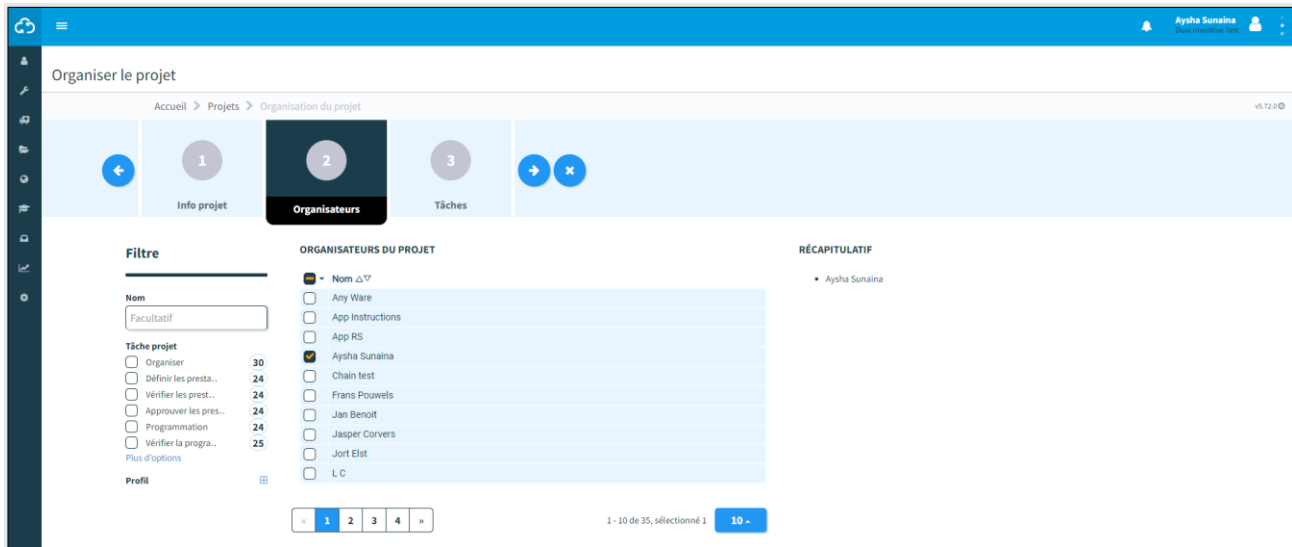 Aysha Sunaina
Dual Inventive Test
Organiser le projet
Accueil Projets Organisation du projet
v5.72.0
1
2
3
Info projet
Organisateurs
Tâches
Filtre
Nom
Facultatif
Tâche projet
Organiser 30
Définir les presta.. 24
Vérifier les prest.. 24
Approuver les pres.. 24
Programmation 24
Vérifier la progra.. 25
Plus d'options
Profil
ORGANISATEURS DU PROJET
Nom
Any Ware
App Instructions
App RS
Aysha Sunaina
Chain test
Frans Pouwels
Jan Benoit
Jasper Corvers
Jort Elst
L C
« 1 2 3 4 »
1 - 10 de 35, sélectionné 1
10
RÉCAPITULATIF
Aysha Sunaina